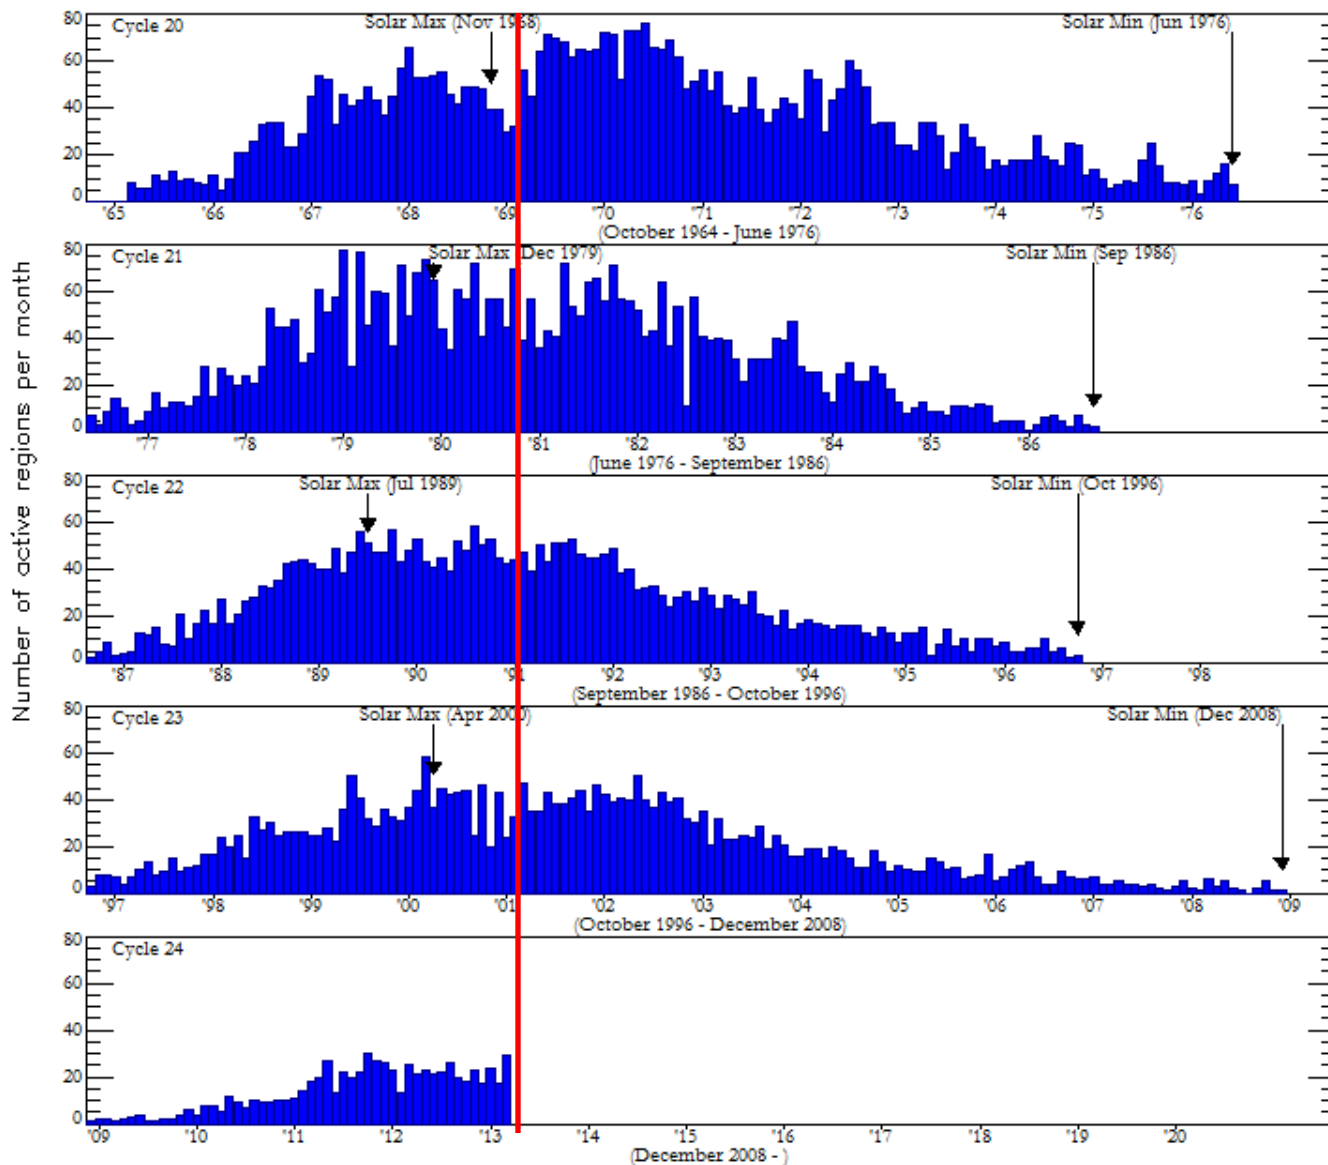 Number of active regions per month
80
60
40
20
0
Cycle 20
Solar Max (Nov 1968)
Solar Min (Jun 1976)
'65 '66 '67 '68 '69 '70 '71 '72 '73 '74 '75 '76
(October 1964 - June 1976)
80
60
40
20
0
Cycle 21
Solar Max (Dec 1979)
Solar Min (Sep 1986)
'77 '78 '79 '80 '81 '82 '83 '84 '85 '86
(June 1976 - September 1986)
80
60
40
20
0
Cycle 22
Solar Max (Jul 1989)
Solar Min (Oct 1996)
'87 '88 '89 '90 '91 '92 '93 '94 '95 '96 '97 '98
(September 1986 - October 1996)
80
60
40
20
0
Cycle 23
Solar Max (Apr 2000)
Solar Min (Dec 2008)
'97 '98 '99 '00 '01 '02 '03 '04 '05 '06 '07 '08 '09
(October 1996 - December 2008)
80
60
40
20
0
Cycle 24
'09 '10 '11 '12 '13 '14 '15 '16 '17 '18 '19 '20
(December 2008 - )